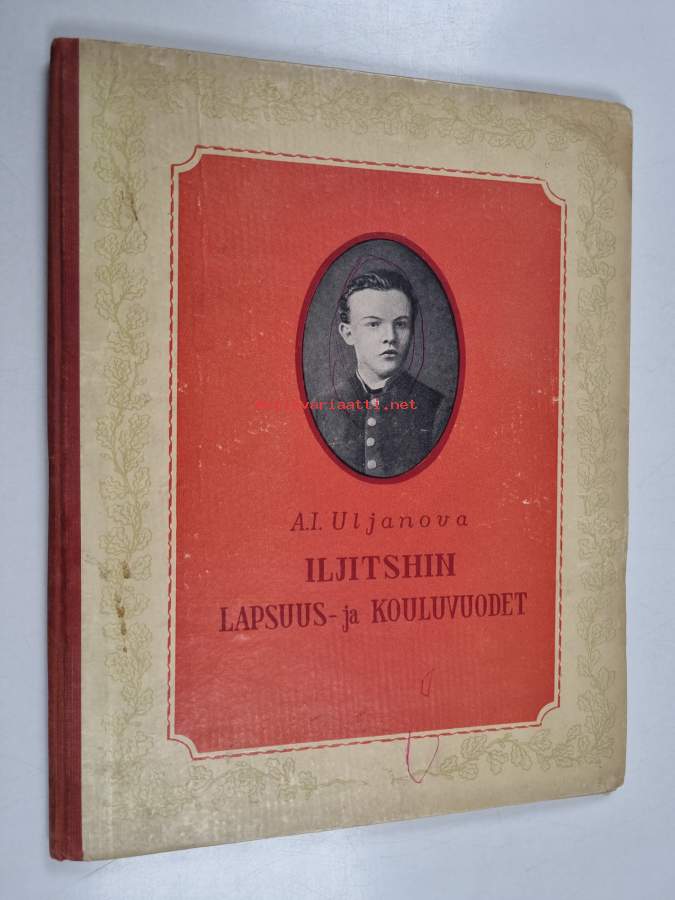 A.I. Uljanova
ILJITSHIN
LAPSUUS- ja KOULUVUODET